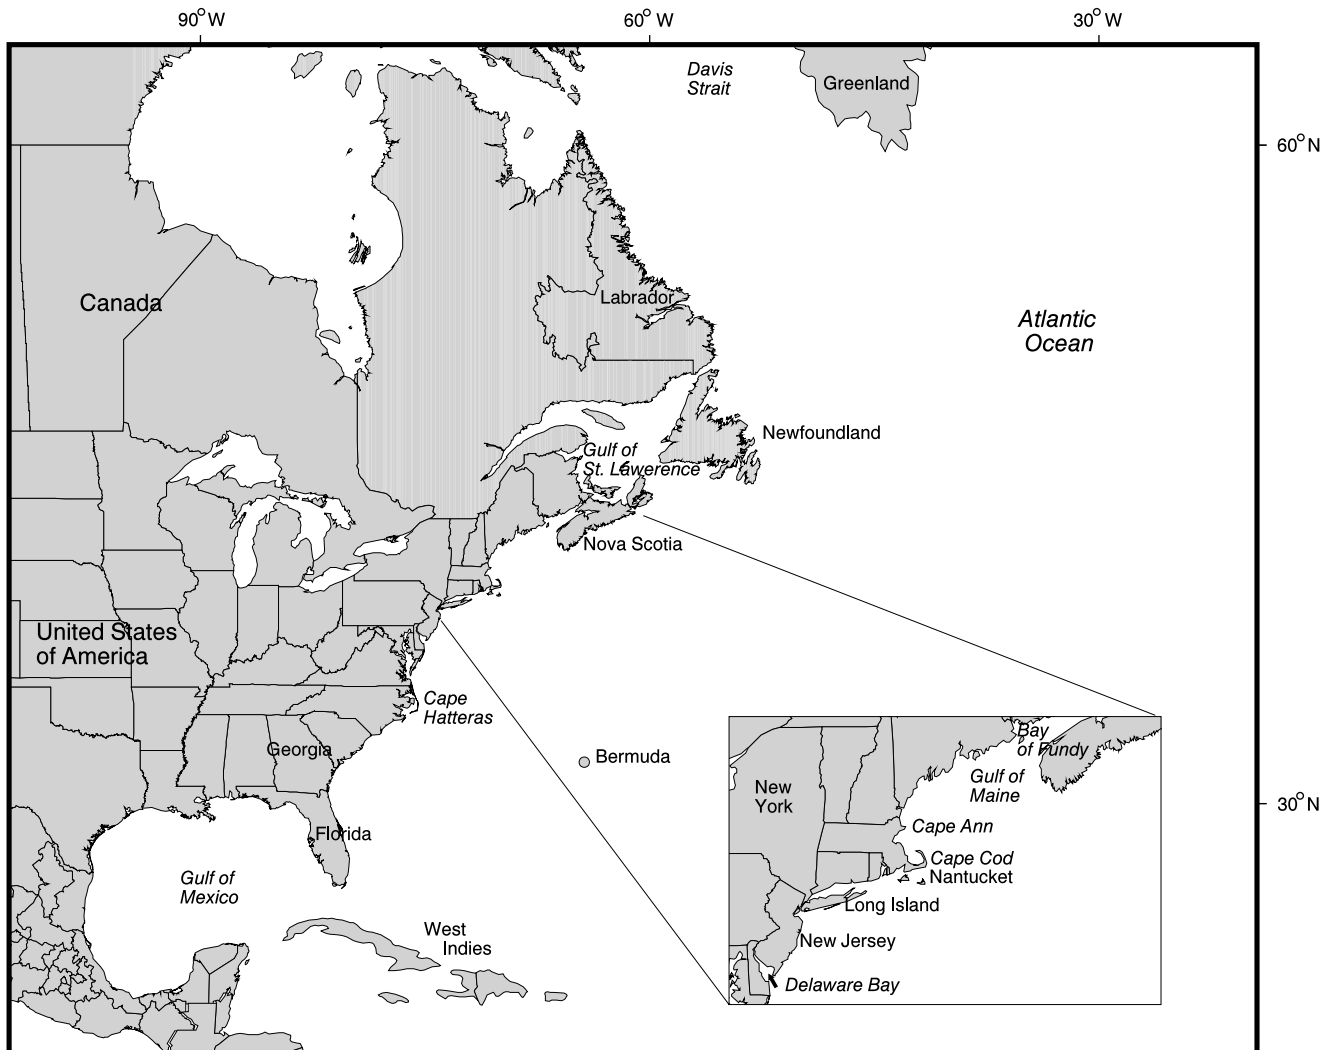 90° W
60° W
30° W
Davis
Strait
Greenland
60° N
Canada
Labrador
Atlantic
Ocean
Newfoundland
Gulf of
St. Lawerence
Nova Scotia
United States
of America
Cape
Hatteras
Georgia
Bermuda
Bay
of Fundy
Gulf of
Maine
New
York
30° N
Cape Ann
Florida
Cape Cod
Nantucket
Gulf of
Mexico
Long Island
West
Indies
New Jersey
Delaware Bay